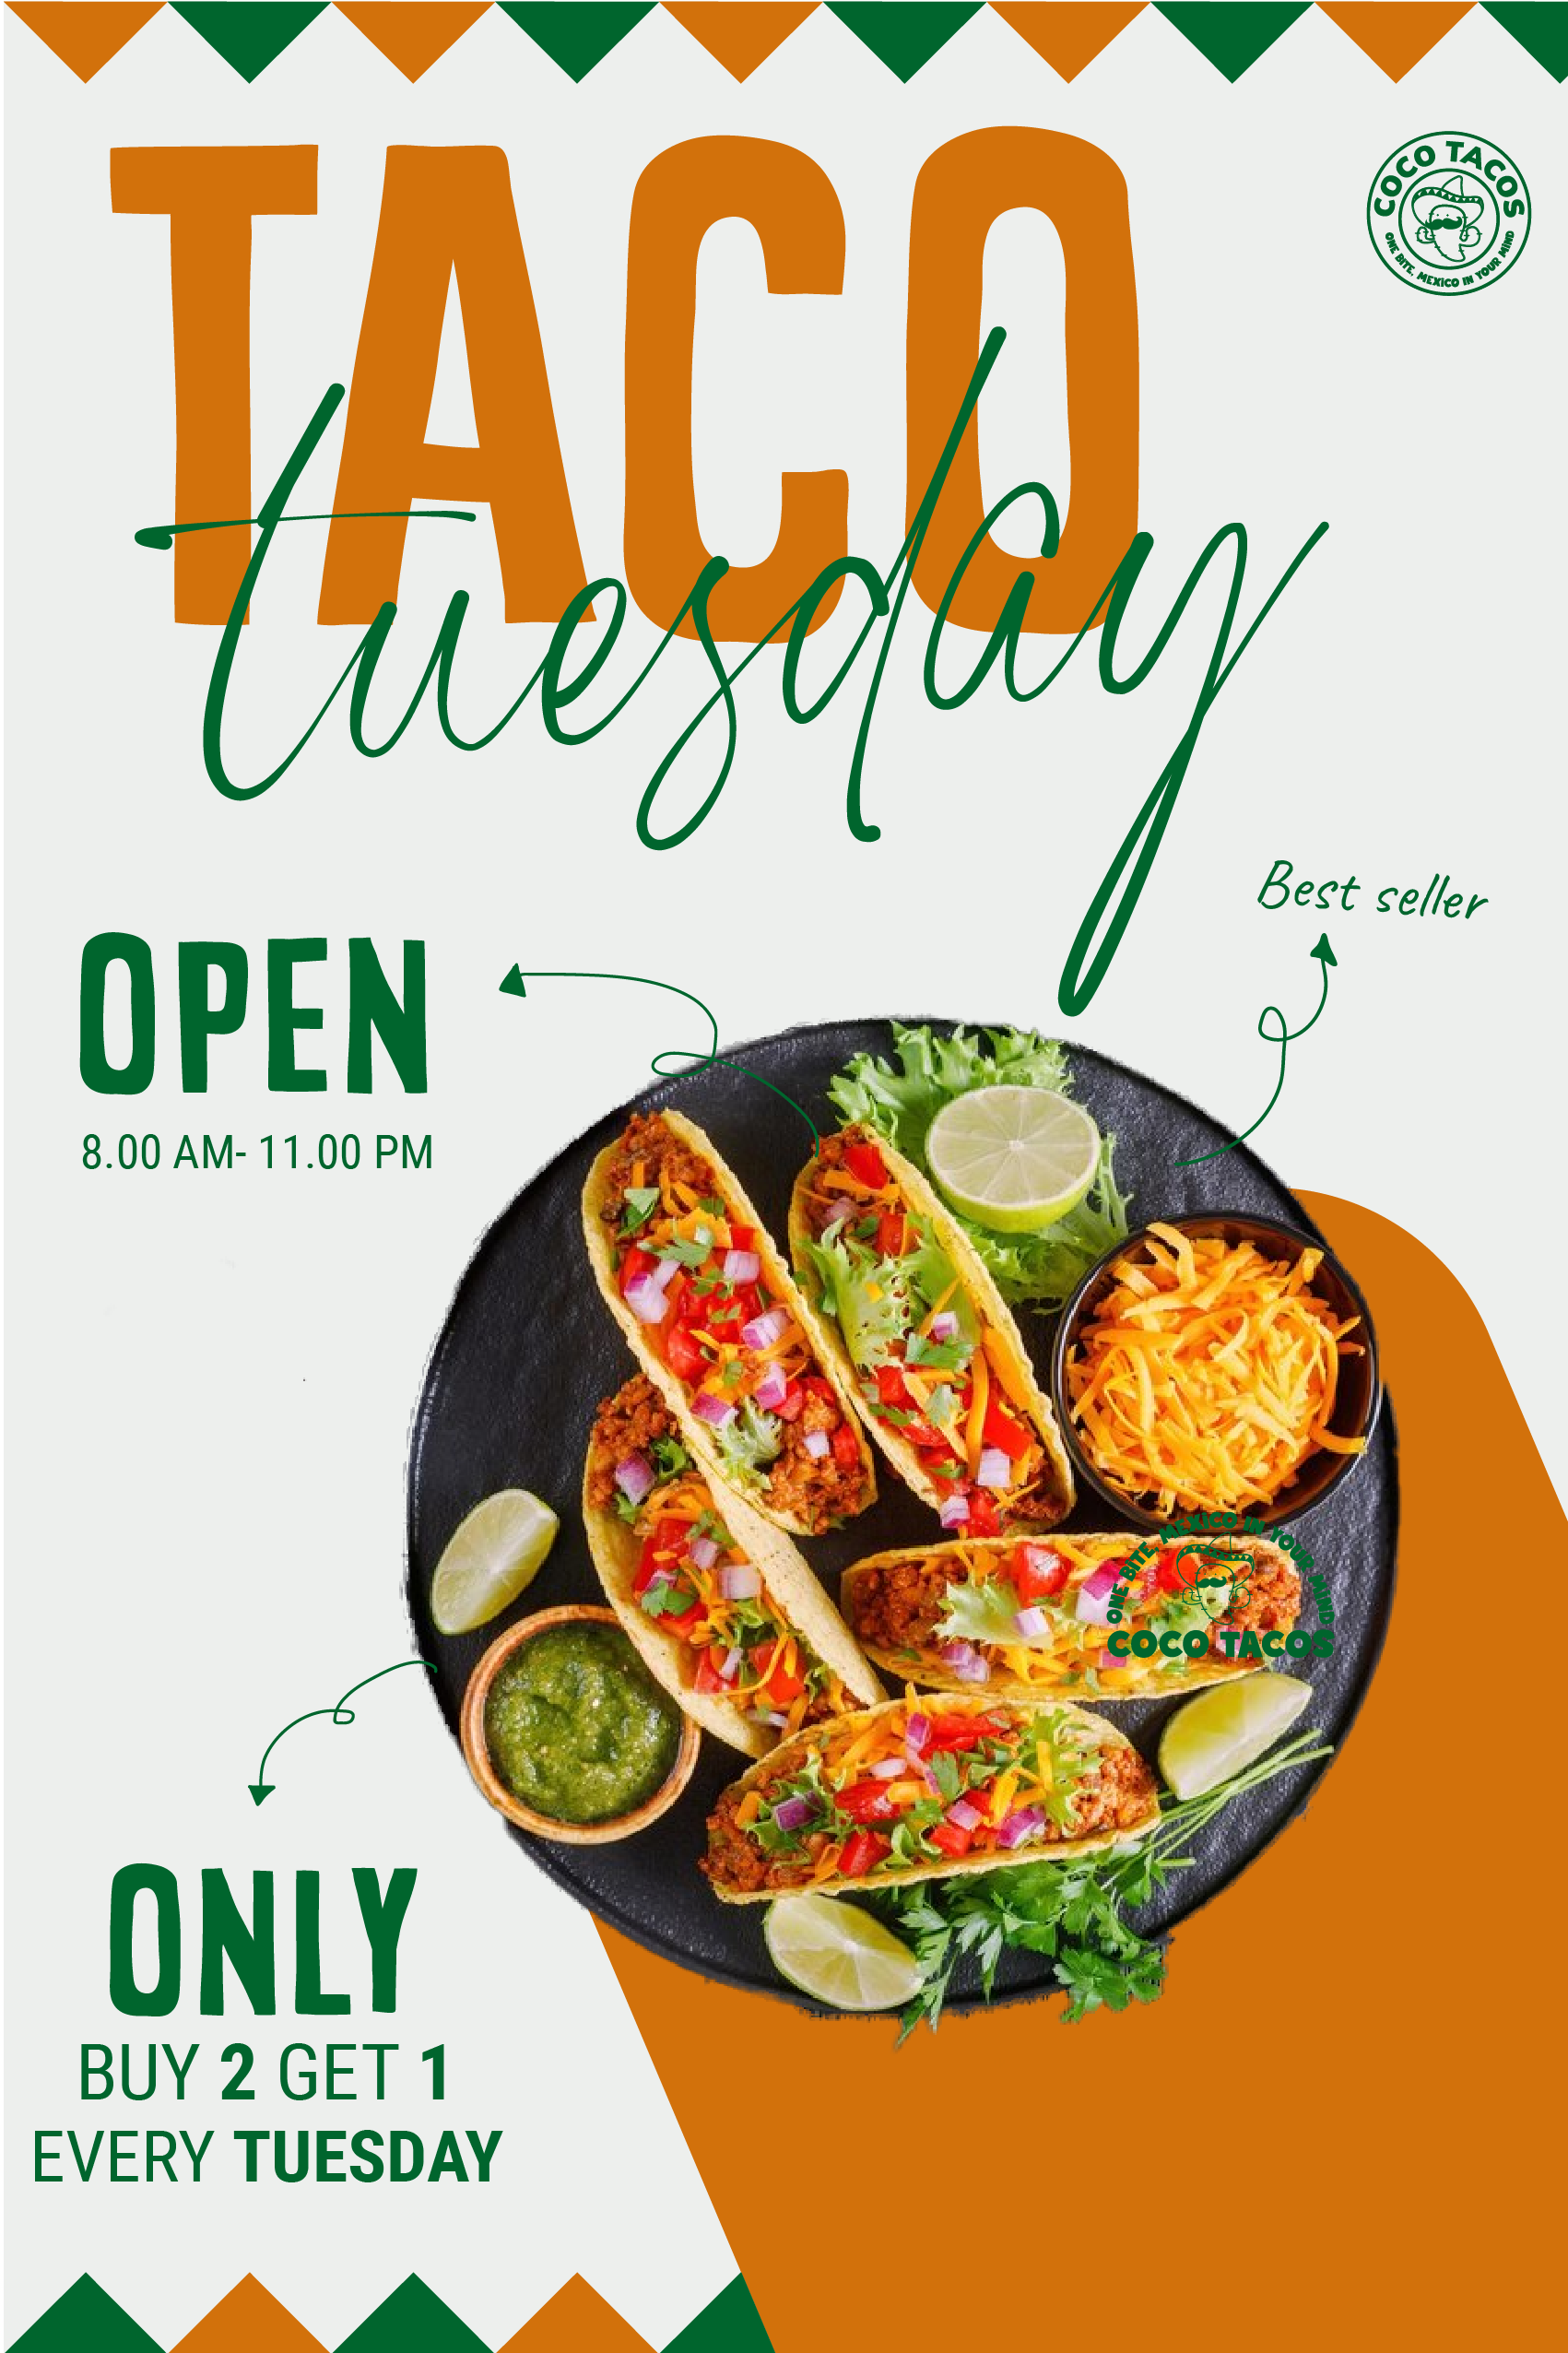 TACO
tuesday
COCO TACOS
ONE BITE, MEXICO IN YOUR MIND
Best seller
OPEN
8.00 AM- 11.00 PM
ONE BITE, MEXICO IN YOUR MIND
COCO TACOS
ONLY
BUY 2 GET 1
EVERY TUESDAY